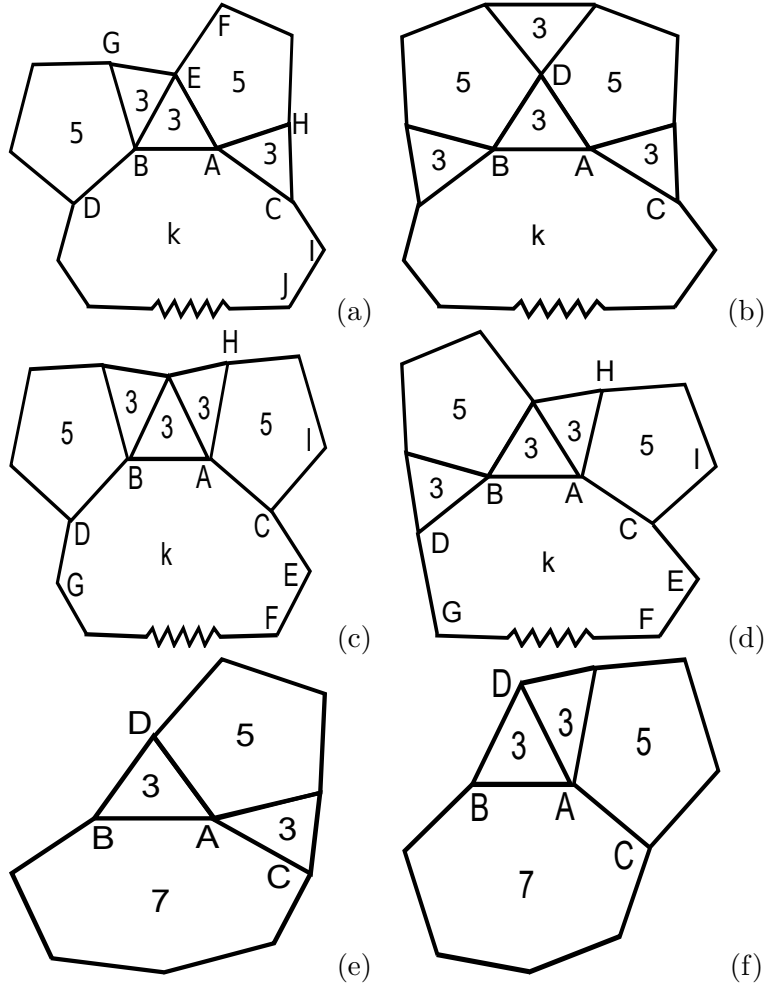 G F E 3 5 3 5 3 H B A D C k I J (a)
3 5 D 5 3 3 3 B A C k (b)
H 3 3 3 5 5 I B A D C k G E F (c)
H 5 3 3 5 3 I B A D C k E G F (d)
D 5 3 3 B A C 7 (e)
D 3 3 5 B A C 7 (f)